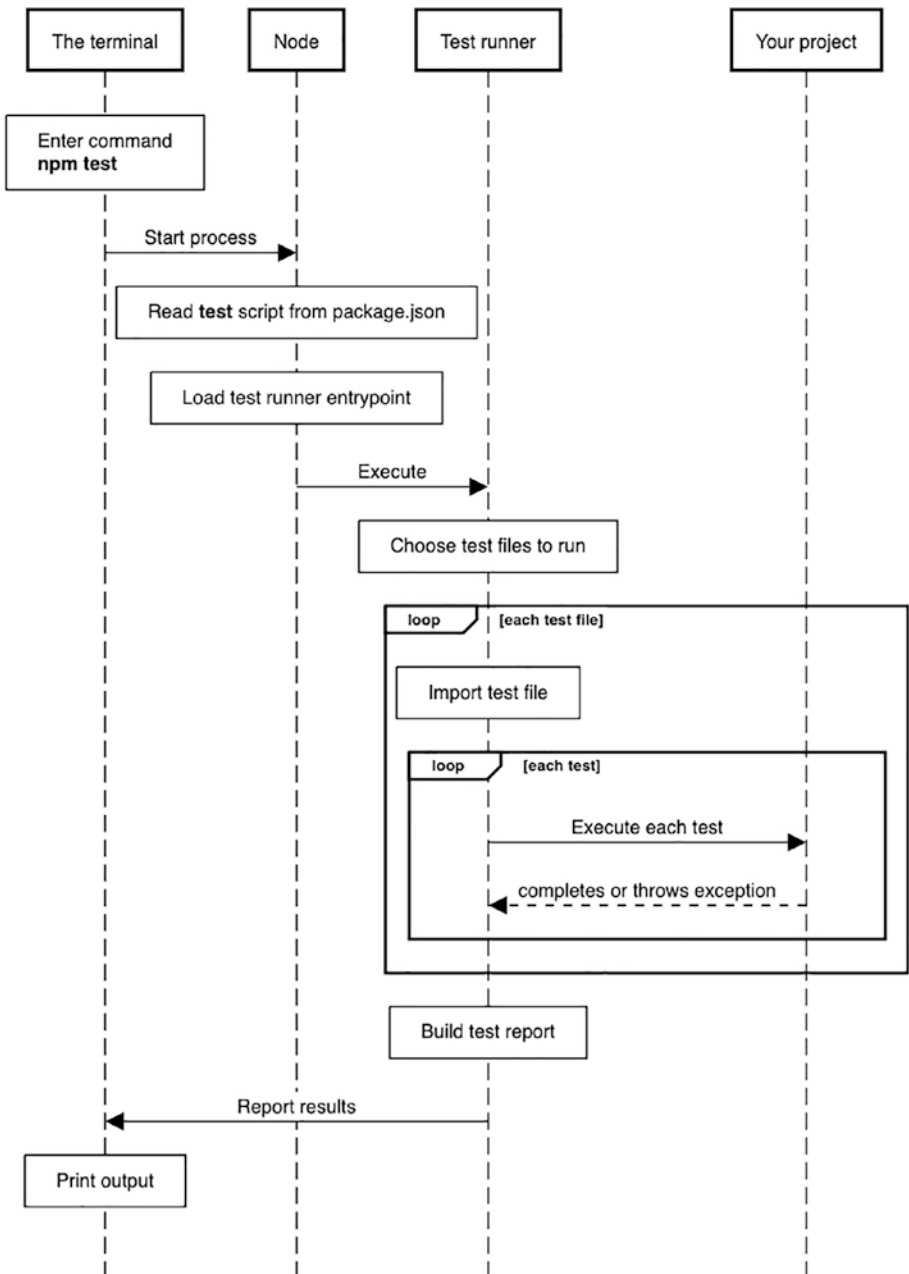 The terminal
Node
Test runner
Your project
Enter command
npm test
Start process
Read test script from package.json
Load test runner entrypoint
Execute
Choose test files to run
loop
[each test file]
Import test file
loop
[each test]
Execute each test
completes or throws exception
Build test report
Report results
Print output